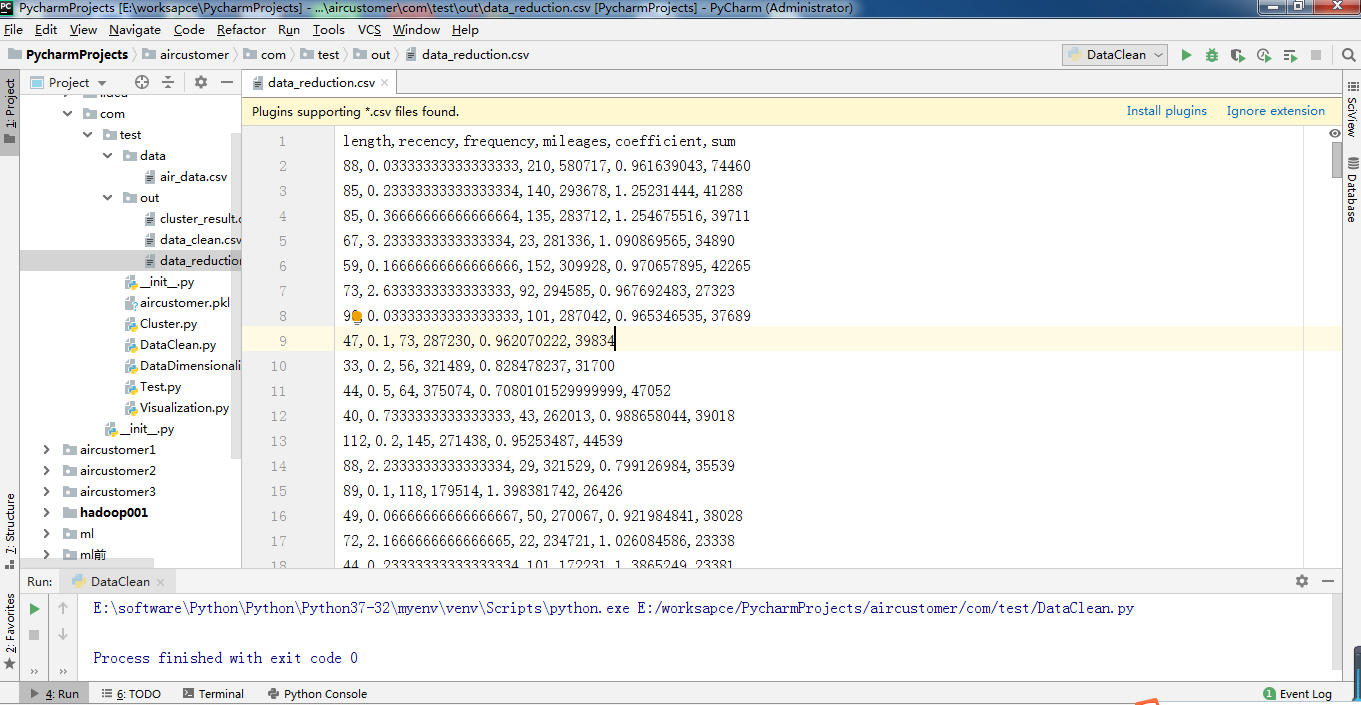 PycharmProjects [E:\worksapce\PycharmProjects] - ...\aircustomer\com\test\out\data_reduction.csv [PycharmProjects] - PyCharm (Administrator)
File Edit View Navigate Code Refactor Run Tools VCS Window Help
PycharmProjects aircustomer com test out data_reduction.csv DataClean
1: Project
Project
data_reduction.csv
Plugins supporting *.csv files found. Install plugins Ignore extension
com
test
data
air_data.csv
out
cluster_result.c
data_clean.csv
data_reduction
__init__.py
aircustomer.pkl
Cluster.py
DataClean.py
DataDimensionali
Test.py
Visualization.py
__init__.py
aircustomer1
aircustomer2
aircustomer3
hadoop001
ml
ml前
1 length,recency,frequency,mileages,coefficient,sum
2 88,0.03333333333333333,210,580717,0.961639043,74460
3 85,0.23333333333333334,140,293678,1.25231444,41288
4 85,0.36666666666666664,135,283712,1.254675516,39711
5 67,3.2333333333333334,23,281336,1.090869565,34890
6 59,0.16666666666666666,152,309928,0.970657895,42265
7 73,2.6333333333333333,92,294585,0.967692483,27323
8 9 ,0.03333333333333333,101,287042,0.965346535,37689
9 47,0.1,73,287230,0.962070222,39834
10 33,0.2,56,321489,0.828478237,31700
11 44,0.5,64,375074,0.7080101529999999,47052
12 40,0.7333333333333333,43,262013,0.988658044,39018
13 112,0.2,145,271438,0.95253487,44539
14 88,2.2333333333333334,29,321529,0.799126984,35539
15 89,0.1,118,179514,1.398381742,26426
16 49,0.06666666666666667,50,270067,0.921984841,38028
17 72,2.1666666666666665,22,234721,1.026084586,23338
18 44,0.23333333333333334,101,172231,1.3865249,23381
SciView
Database
7: Structure
2: Favorites
Run: DataClean
E:\software\Python\Python\Python37-32\myenv\venv\Scripts\python.exe E:/worksapce/PycharmProjects/aircustomer/com/test/DataClean.py
Process finished with exit code 0
4: Run 6: TODO Terminal Python Console 1 Event Log